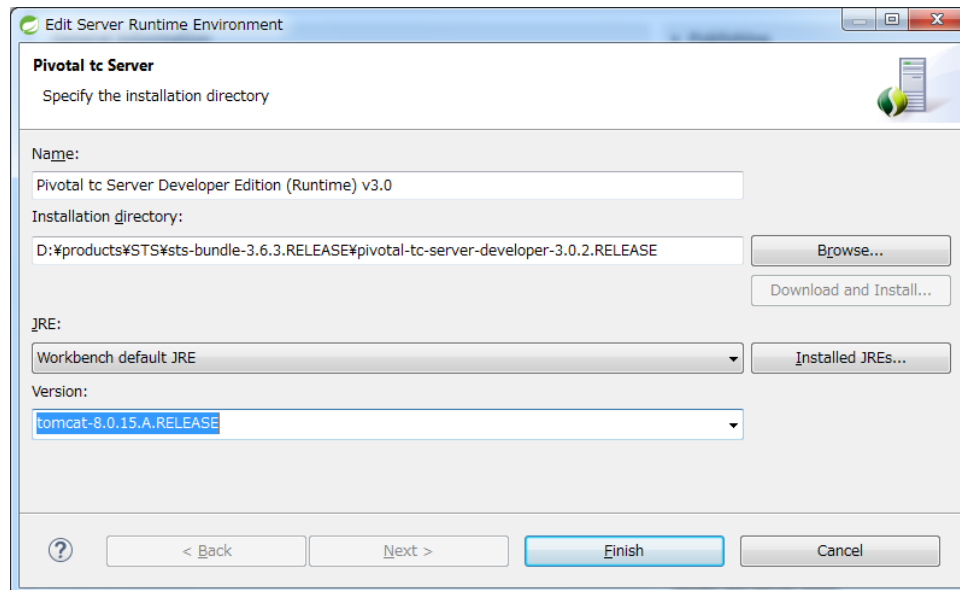 Edit Server Runtime Environment
Pivotal tc Server
Specify the installation directory
Name:
Pivotal tc Server Developer Edition (Runtime) v3.0
Installation directory:
D:¥products¥STS¥sts-bundle-3.6.3.RELEASE¥pivotal-tc-server-developer-3.0.2.RELEASE
Browse...
Download and Install...
JRE:
Workbench default JRE
Installed JREs...
Version:
tomcat-8.0.15.A.RELEASE
?
< Back
Next >
Finish
Cancel